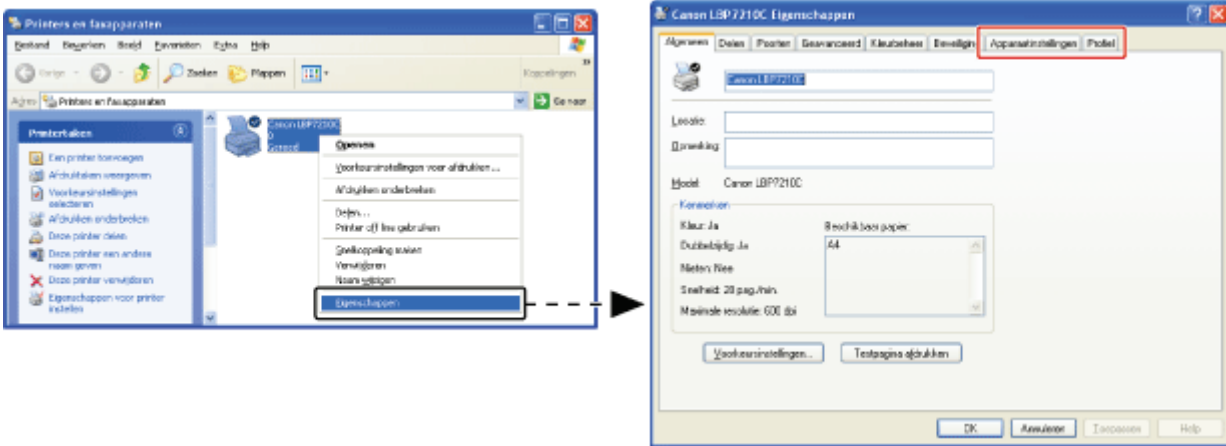 Printers en faxapparaten
Bestand Bewerken Beeld Favorieten Extra Help
Vorige Zoeken Mappen Koppelingen
Adres Printers en faxapparaten Ga naar
Printertaken
Een printer toevoegen
Afdruktaken weergeven
Voorkeursinstellingen
selecteren
Afdrukken onderbreken
Deze printer delen
Deze printer een andere
naam geven
Deze printer verwijderen
Eigenschappen voor printer
instellen
Canon LBP7210C
0
Gereed
Openen
Voorkeursinstellingen voor afdrukken...
Afdrukken onderbreken
Delen...
Printer off line gebruiken
Snelkoppeling maken
Verwijderen
Naam wijzigen
Eigenschappen
Canon LBP7210C Eigenschappen
Algemeen Delen Poorten Geavanceerd Kleurbeheer Beveiliging Apparaatinstellingen Profiel
Canon LBP7210C
Locatie:
Opmerking:
Model: Canon LBP7210C
Kenmerken
Kleur: Ja Beschikbaar papier:
Dubbelzijdig: Ja A4
Nieten: Nee
Snelheid: 20 pag./min.
Maximale resolutie: 600 dpi
Voorkeursinstellingen... Testpagina afdrukken
OK Annuleren Toepassen Help